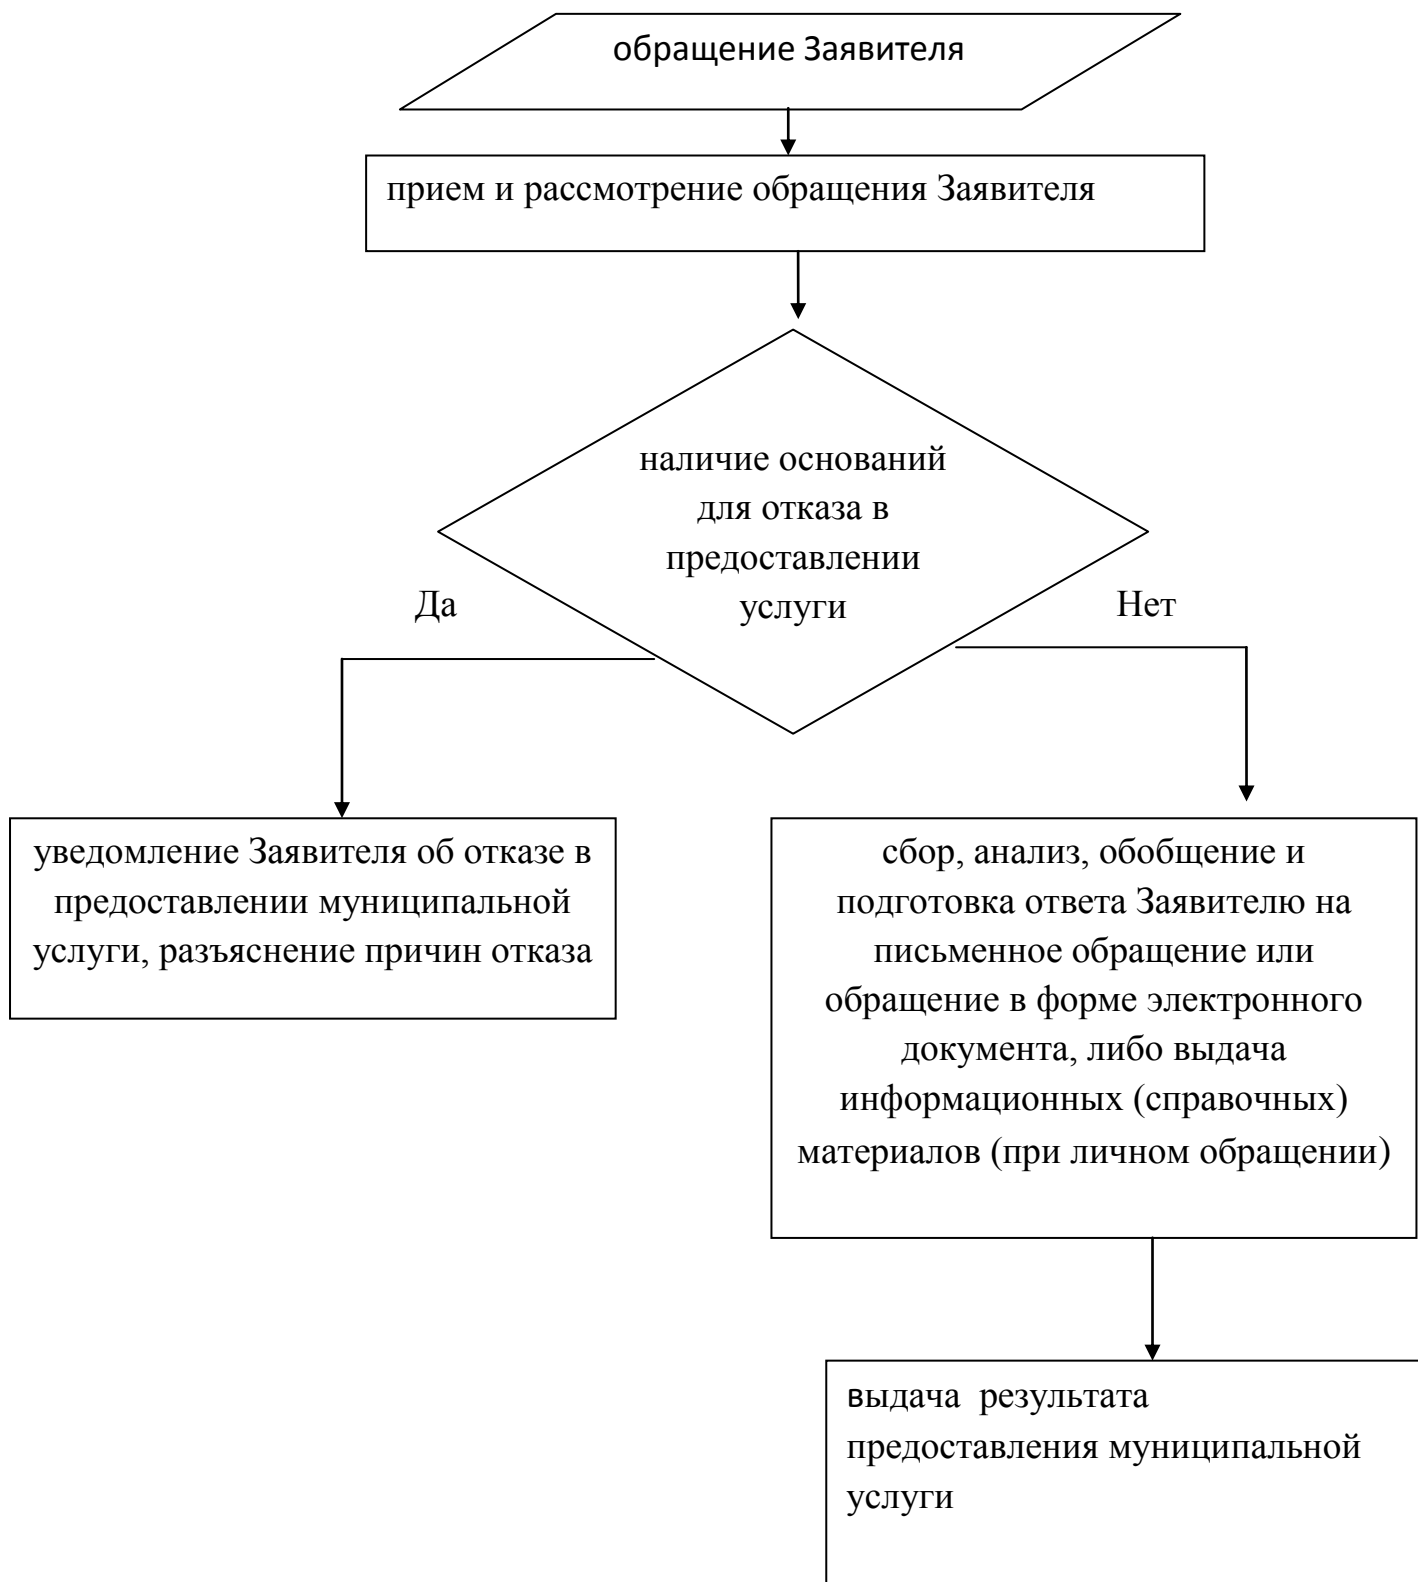 обращение Заявителя
прием и рассмотрение обращения Заявителя
наличие оснований
для отказа в
предоставлении
услуги
Да
Нет
уведомление Заявителя об отказе в
предоставлении муниципальной
услуги, разъяснение причин отказа
сбор, анализ, обобщение и
подготовка ответа Заявителю на
письменное обращение или
обращение в форме электронного
документа, либо выдача
информационных (справочных)
материалов (при личном обращении)
выдача  результата
предоставления муниципальной
услуги